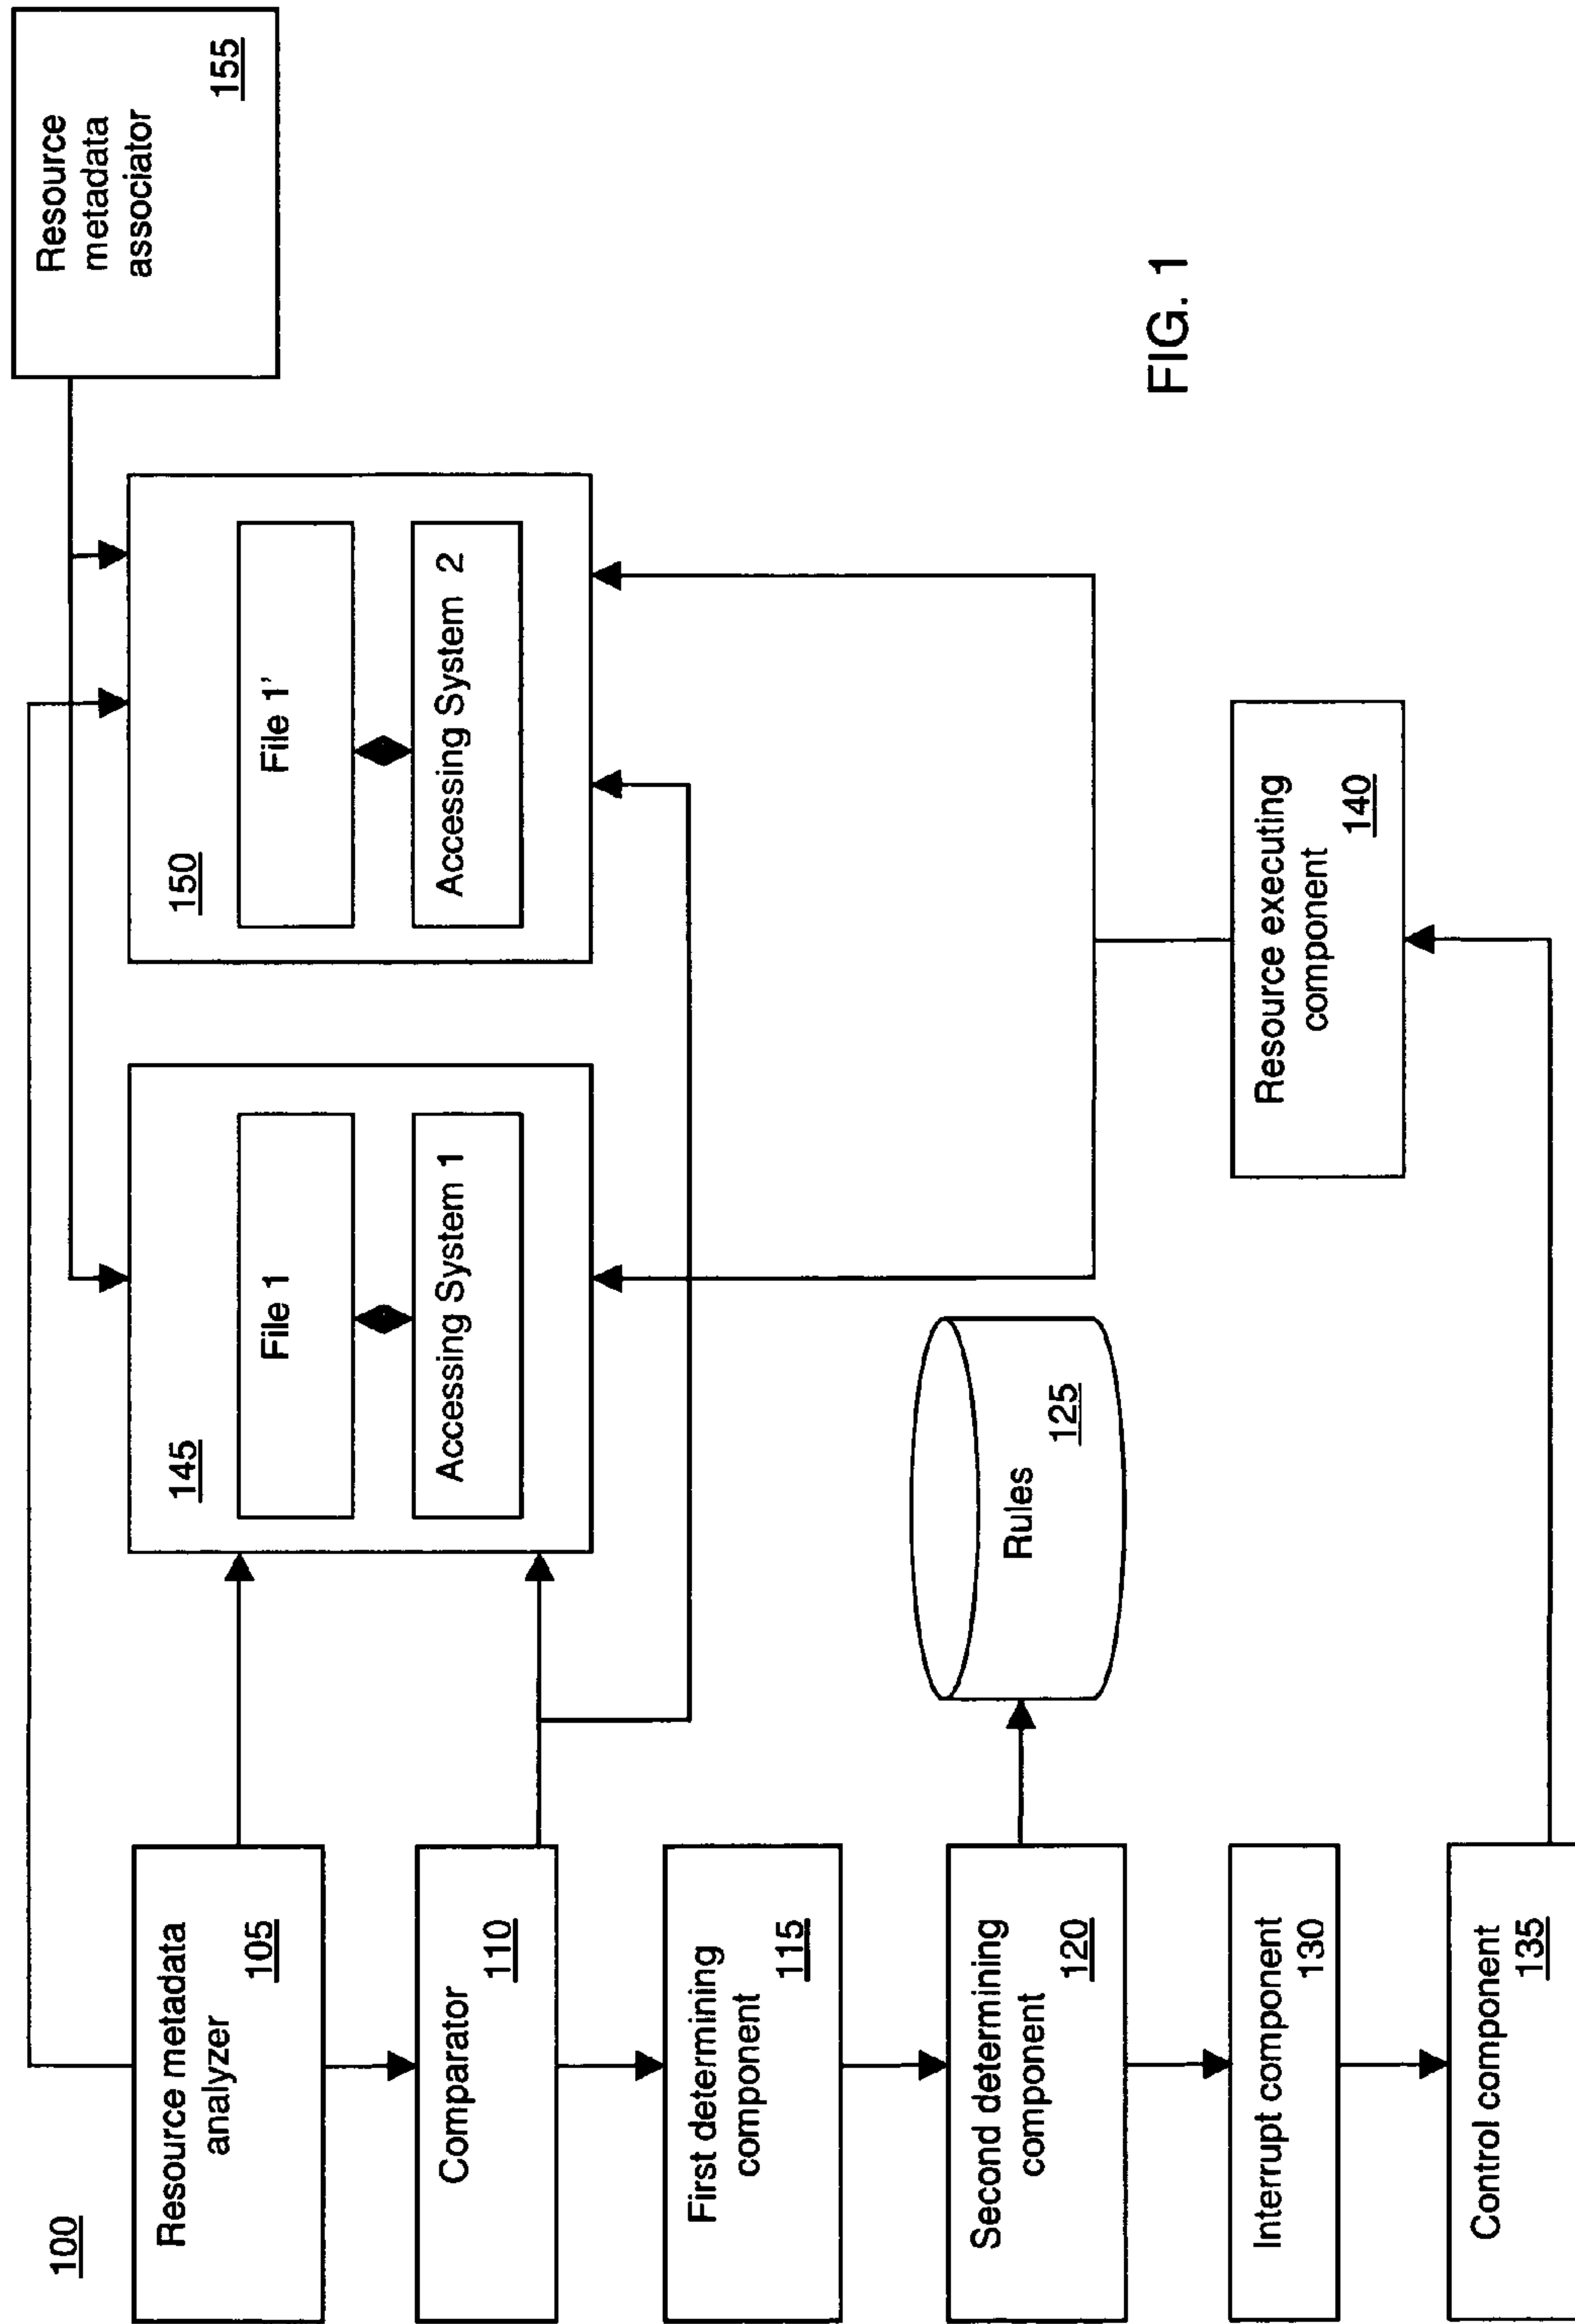 100
Resource metadata
analyzer
105
Comparator
110
First determining
component
115
Second determining
component
120
Interrupt component
130
Control component
135
145
File 1
Accessing System 1
150
File 1'
Accessing System 2
Resource
metadata
associator
155
Rules
125
Resource executing
component
140
FIG. 1